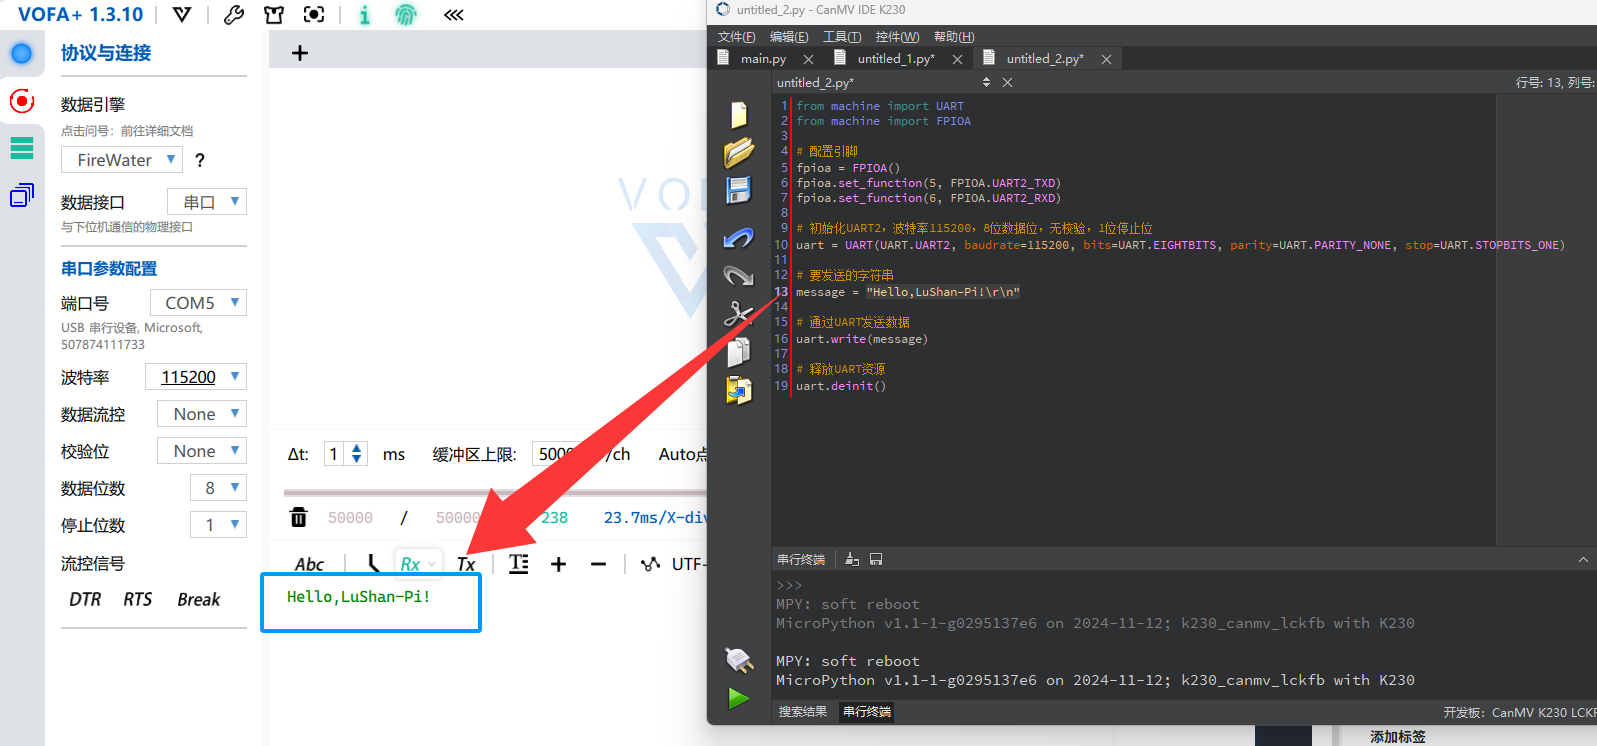 VOFA+ 1.3.10
协议与连接
数据引擎
点击问号：前往详细文档
FireWater
?
数据接口
串口
与下位机通信的物理接口
串口参数配置
端口号
COM5
USB 串行设备, Microsoft,
507874111733
波特率
115200
数据流控
None
校验位
None
数据位数
8
停止位数
1
流控信号
DTR RTS Break
+
VOF
Δt: 1 ms 缓冲区上限: 5000 /ch Auto点
50000 / 50000 238 23.7ms/X-div
Abc Rx Tx + − UTF-
Hello,LuShan-Pi!
untitled_2.py - CanMV IDE K230
文件(F) 编辑(E) 工具(T) 控件(W) 帮助(H)
main.py untitled_1.py* untitled_2.py*
untitled_2.py* 行号: 13, 列号:
1 from machine import UART
2 from machine import FPIOA
3
4 # 配置引脚
5 fpioa = FPIOA()
6 fpioa.set_function(5, FPIOA.UART2_TXD)
7 fpioa.set_function(6, FPIOA.UART2_RXD)
8
9 # 初始化UART2，波特率115200，8位数据位，无校验，1位停止位
10 uart = UART(UART.UART2, baudrate=115200, bits=UART.EIGHTBITS, parity=UART.PARITY_NONE, stop=UART.STOPBITS_ONE)
11
12 # 要发送的字符串
13 message = "Hello,LuShan-Pi!\r\n"
14
15 # 通过UART发送数据
16 uart.write(message)
17
18 # 释放UART资源
19 uart.deinit()
串行终端
>>>
MPY: soft reboot
MicroPython v1.1-1-g0295137e6 on 2024-11-12; k230_canmv_lckfb with K230
MPY: soft reboot
MicroPython v1.1-1-g0295137e6 on 2024-11-12; k230_canmv_lckfb with K230
搜索结果 串行终端
开发板: CanMV K230 LCKF
添加标签